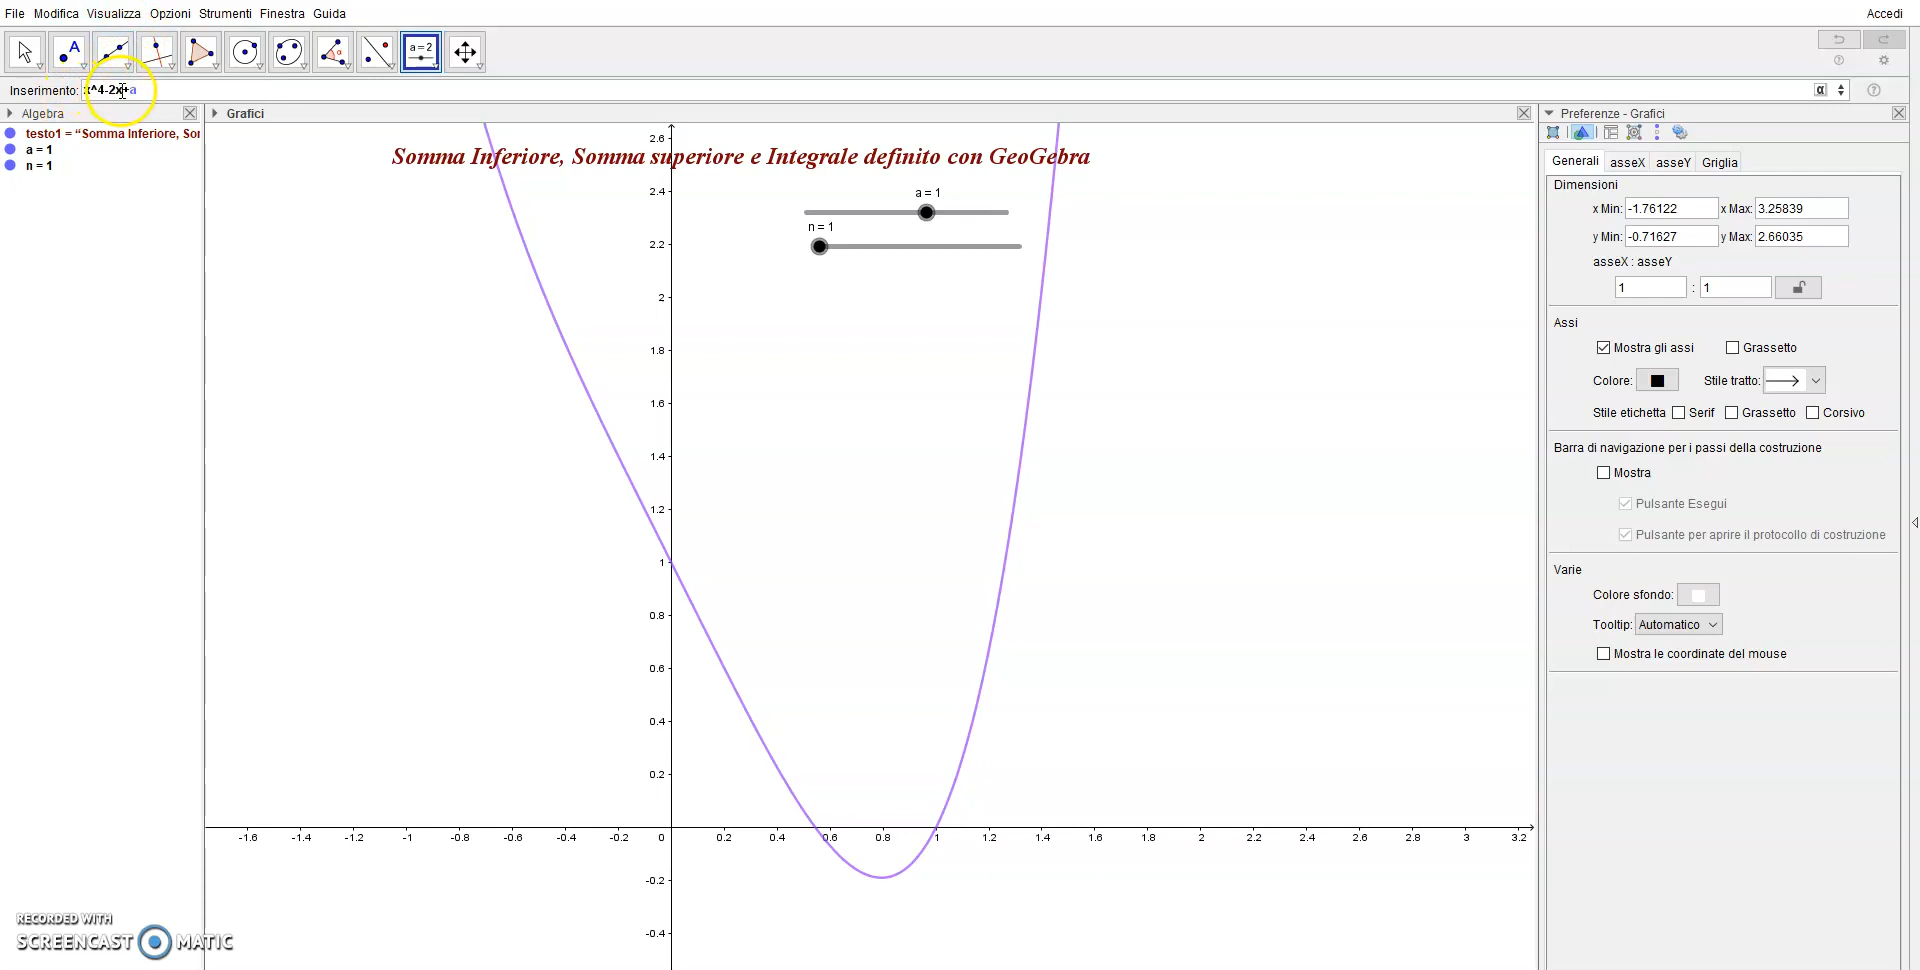 File Modifica Visualizza Opzioni Strumenti Finestra Guida Accedi
A α a = 2
Inserimento: x^4-2x+a α
Algebra Grafici Preferenze - Grafici
testo1 = “Somma Inferiore, Sor
a = 1
n = 1
Somma Inferiore, Somma superiore e Integrale definito con GeoGebra
a = 1
n = 1
2.6
2.4
2.2
2
1.8
1.6
1.4
1.2
1
0.8
0.6
0.4
0.2
-0.2
-0.4
-1.6 -1.4 -1.2 -1 -0.8 -0.6 -0.4 -0.2 0 0.2 0.4 0.6 0.8 1 1.2 1.4 1.6 1.8 2 2.2 2.4 2.6 2.8 3 3.2
Generali asseX asseY Griglia
Dimensioni
x Min: -1.76122 x Max: 3.25839
y Min: -0.71627 y Max: 2.66035
asseX : asseY
1 : 1
Assi
Mostra gli assi Grassetto
Colore: Stile tratto:
Stile etichetta Serif Grassetto Corsivo
Barra di navigazione per i passi della costruzione
Mostra
Pulsante Esegui
Pulsante per aprire il protocollo di costruzione
Varie
Colore sfondo:
Tooltip: Automatico
Mostra le coordinate del mouse
RECORDED WITH
SCREENCAST MATIC